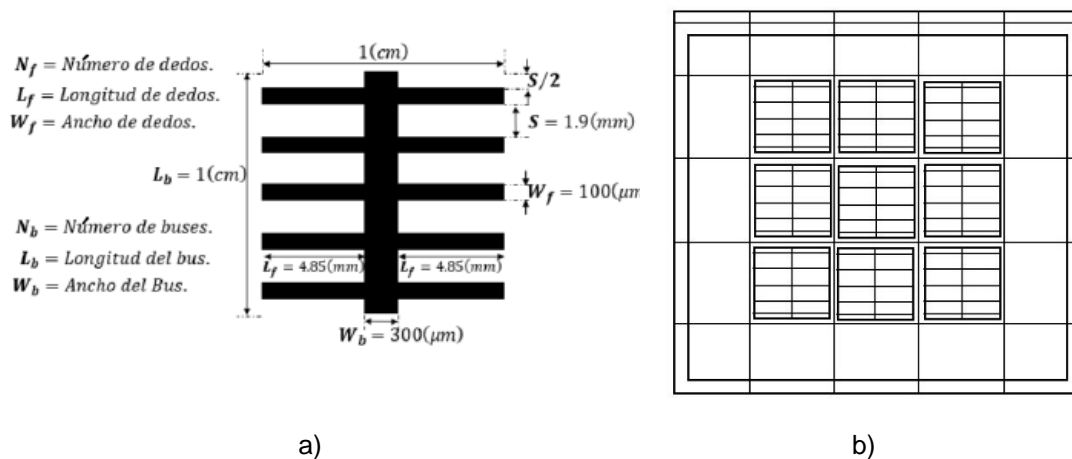 1(cm)
N_f = Número de dedos.
L_f = Longitud de dedos.
W_f = Ancho de dedos.
S/2
S = 1.9(mm)
L_b = 1(cm)
W_f = 100(μm
N_b = Número de buses.
L_b = Longitud del bus.
W_b = Ancho del Bus.
L_f = 4.85(mm) L_f = 4.85(mm)
W_b = 300(μm)
a) b)